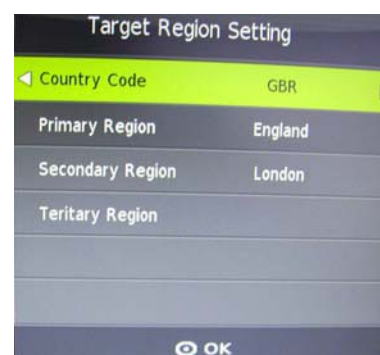 Target Region Setting
Country Code GBR
Primary Region England
Secondary Region London
Teritary Region
OK